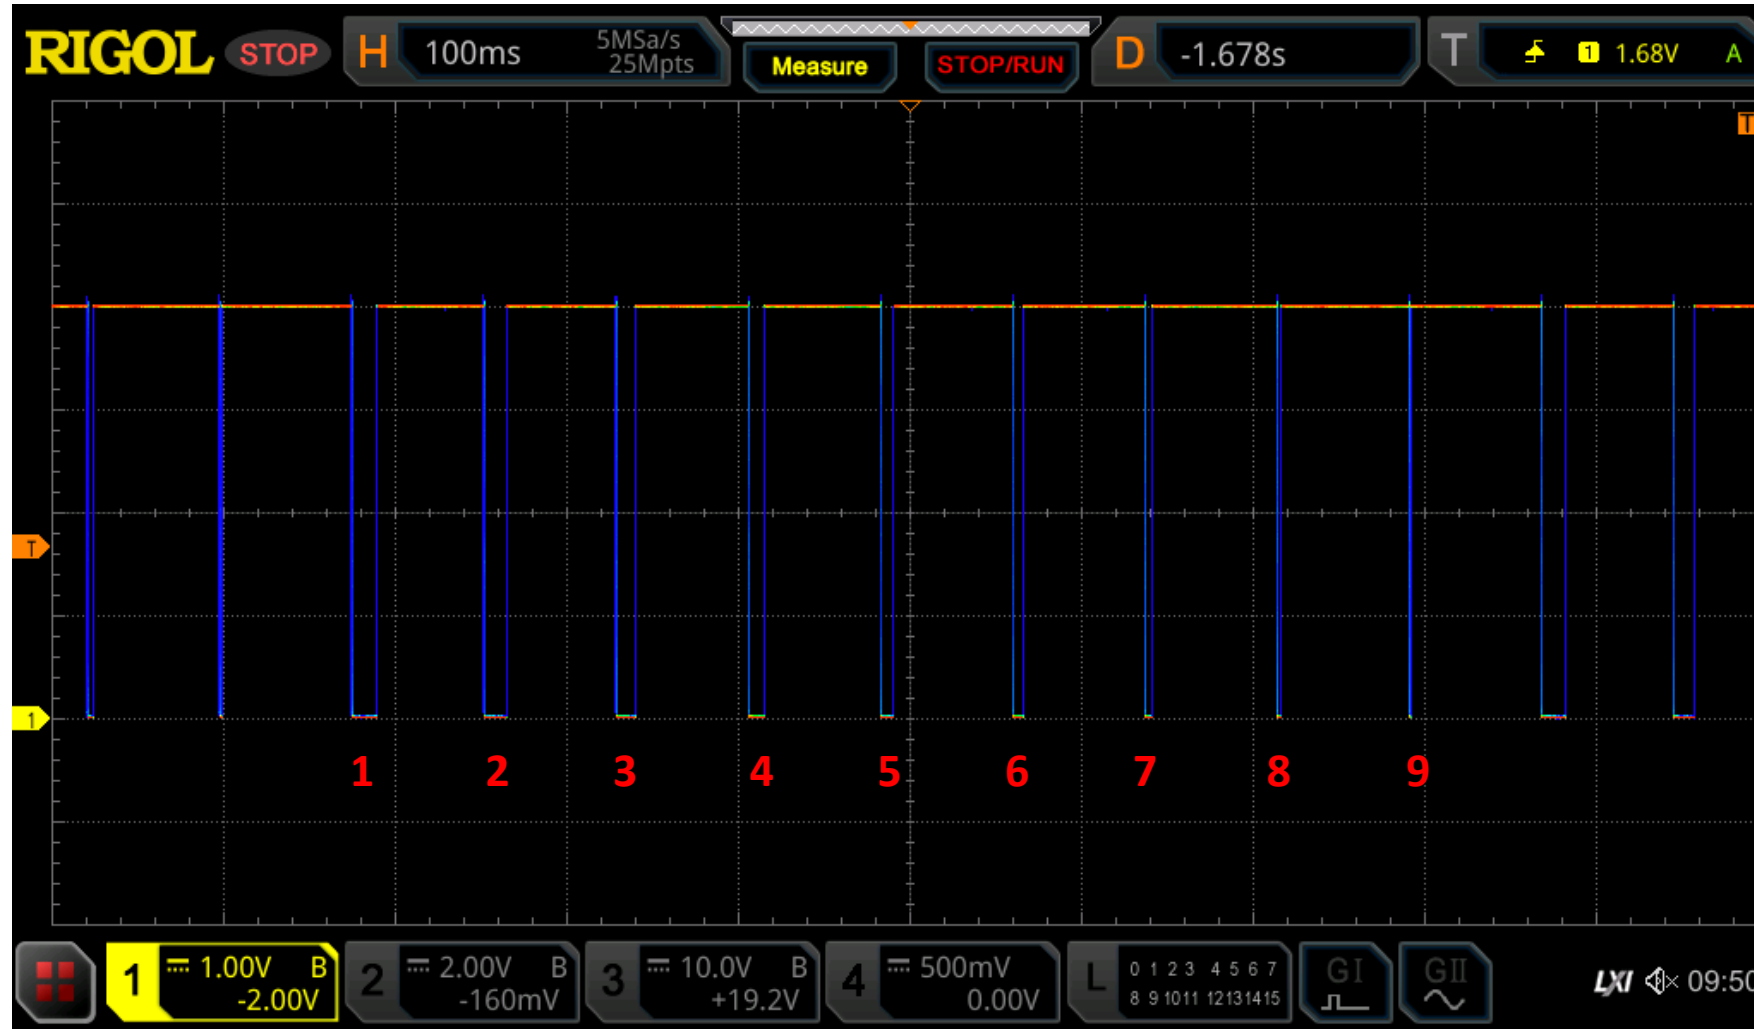 RIGOL STOP H 100ms 5MSa/s 25Mpts Measure STOP/RUN D -1.678s T 1 1.68V A
T
T
1
1 2 3 4 5 6 7 8 9
1 1.00V B -2.00V 2 2.00V B -160mV 3 10.0V B +19.2V 4 500mV 0.00V L 0 1 2 3 4 5 6 7 8 9 10 11 12 13 14 15 GI GII LXI 09:50